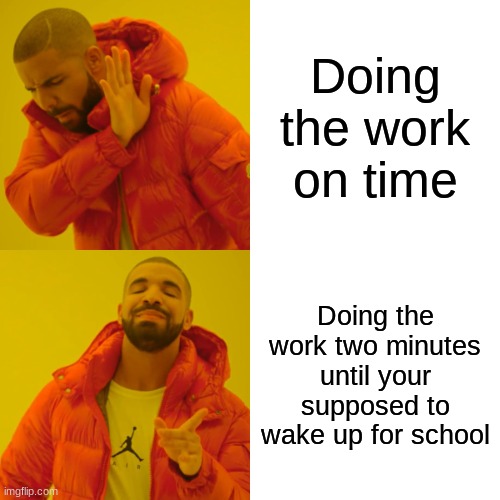 Doing
the work
on time
Doing the
work two minutes
until your
supposed to
wake up for school
AIR
imgflip.com